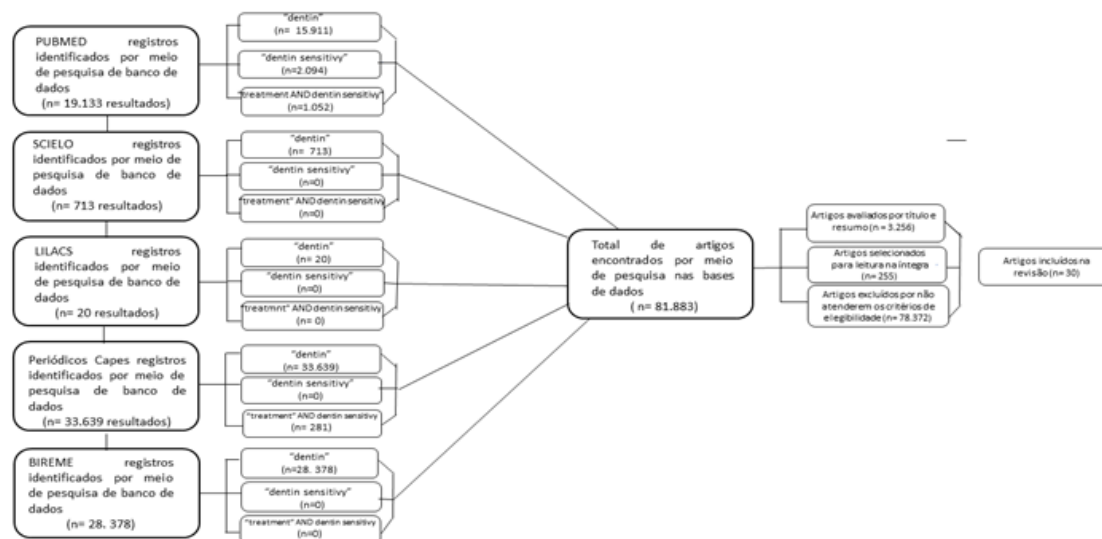 PUBMED registros
identificados por meio
de pesquisa de banco de
dados
(n= 19.133 resultados)
"dentin"
(n= 15.911)
"dentin sensitivy"
(n=2.094)
"treatment AND dentin sensitivy"
(n=1.052)
SCIELO registros
identificados por meio de
pesquisa de banco de
dados
(n= 713 resultados)
"dentin"
(n= 713)
"dentin sensitivy"
(n=0)
"treatment" AND dentin sensitivy
(n=0)
LILACS registros
identificados por meio
de pesquisa de banco de
dados
(n= 20 resultados)
"dentin"
(n= 20)
"dentin sensitivy"
(n=0)
"treatmnt" AND dentin sensitivy
(n= 0)
Periódicos Capes registros
identificados por meio de
pesquisa de banco de
dados
(n= 33.639 resultados)
"dentin"
(n= 33.639)
"dentin sensitivy"
(n=0)
"treatment" AND dentin sensitivy
(n= 281)
BIREME registros
identificados por meio
de pesquisa de banco de
dados
(n= 28. 378)
"dentin"
(n=28. 378)
"dentin sensitivy"
(n=0)
"treatment" AND dentin sensitivy
(n=0)
Total de artigos
encontrados por meio
de pesquisa nas bases
de dados
( n= 81.883)
Artigos avaliados por título e
resumo (n = 3.256)
Artigos selecionados
para leitura na íntegra
(n= 255)
Artigos excluídos por não
atenderem os critérios de
elegibilidade (n= 78.372)
Artigos incluídos na
revisão (n= 30)